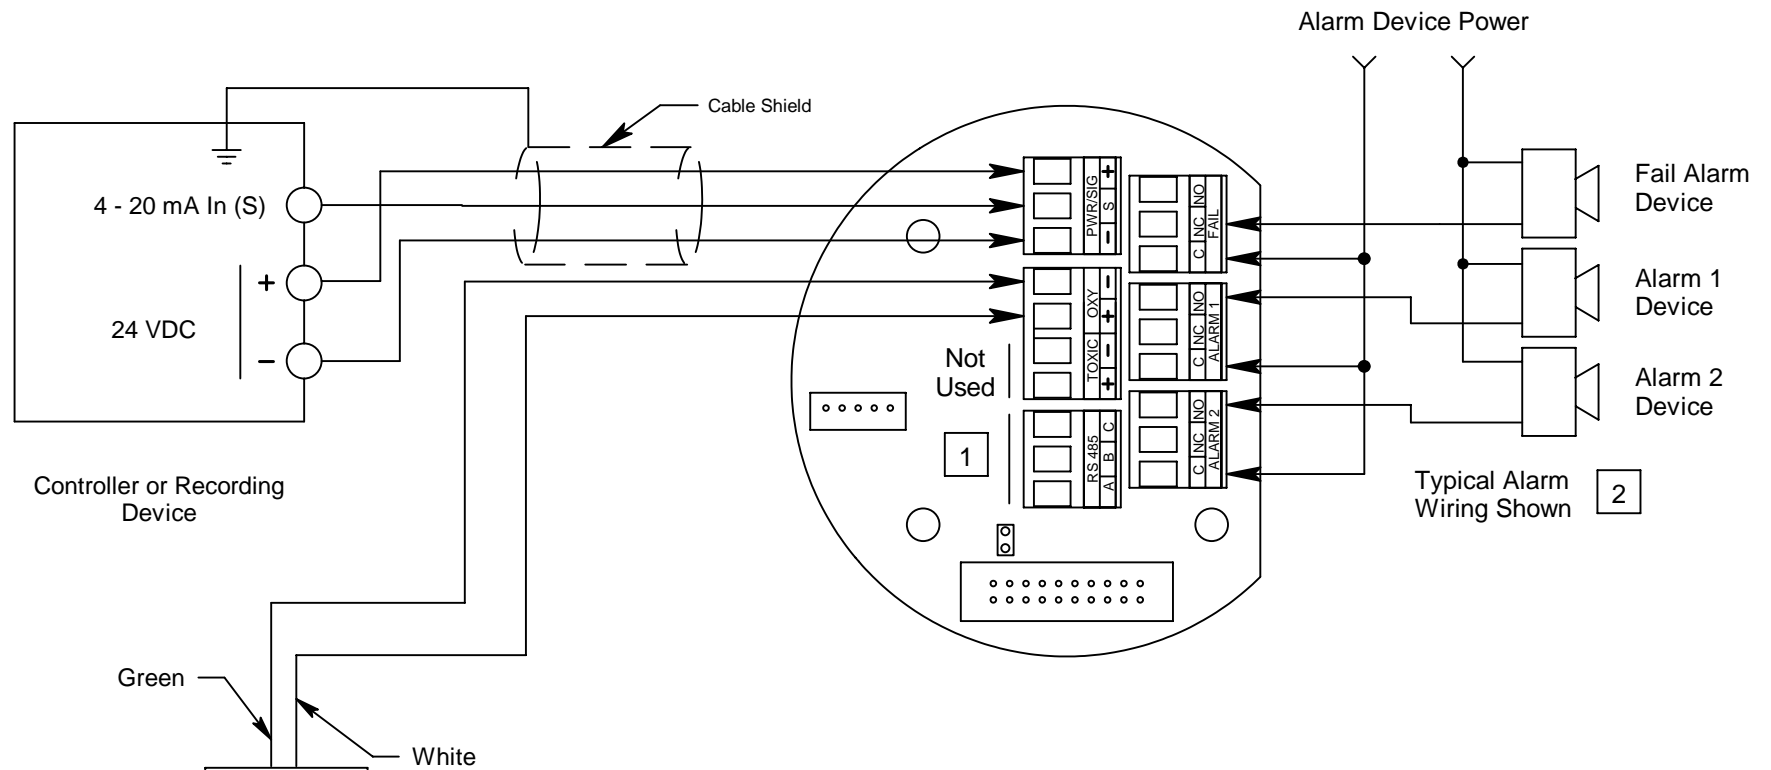 Alarm Device Power
Cable Shield
4 - 20 mA In (S)
+
24 VDC
−
Controller or Recording
Device
PWR/SIG
+
S
−
OXY
−
+
TOXIC
−
+
Not
Used
1
RS 485
A B C
C NC NO
FAIL
C NC NO
ALARM 1
C NC NO
ALARM 2
Fail Alarm
Device
Alarm 1
Device
Alarm 2
Device
Typical Alarm
Wiring Shown
2
Green
White